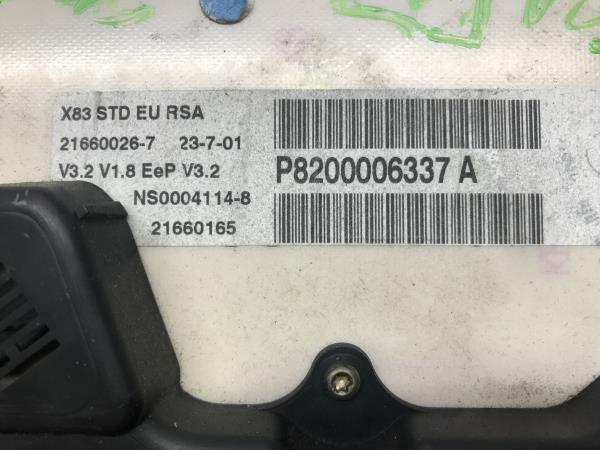 X83 STD EU RSA
21660026-7 23-7-01
V3.2 V1.8 EeP V3.2
NS0004114-8
21660165
P8200006337 A